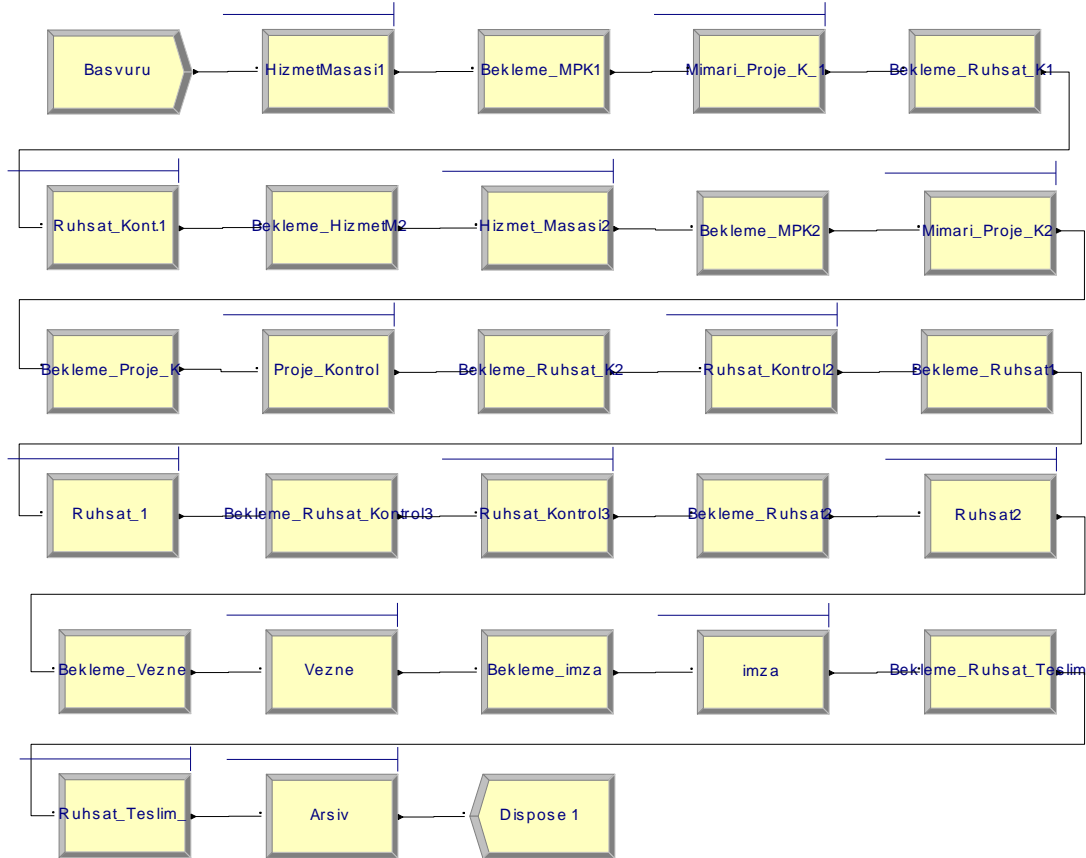 Basvuru
HizmetMasasi1
Bekleme_MPK1
Mimari_Proje_K_1
Bekleme_Ruhsat_K1
Ruhsat_Kont.1
Bekleme_HizmetM2
Hizmet_Masasi2
Bekleme_MPK2
Mimari_Proje_K2
Bekleme_Proje_K
Proje_Kontrol
Bekleme_Ruhsat_K2
Ruhsat_Kontrol2
Bekleme_Ruhsat1
Ruhsat_1
Bekleme_Ruhsat_Kontrol3
Ruhsat_Kontrol3
Bekleme_Ruhsat2
Ruhsat2
Bekleme_Vezne
Vezne
Bekleme_imza
imza
Bekleme_Ruhsat_Teslim
Ruhsat_Teslim_
Arsiv
Dispose 1